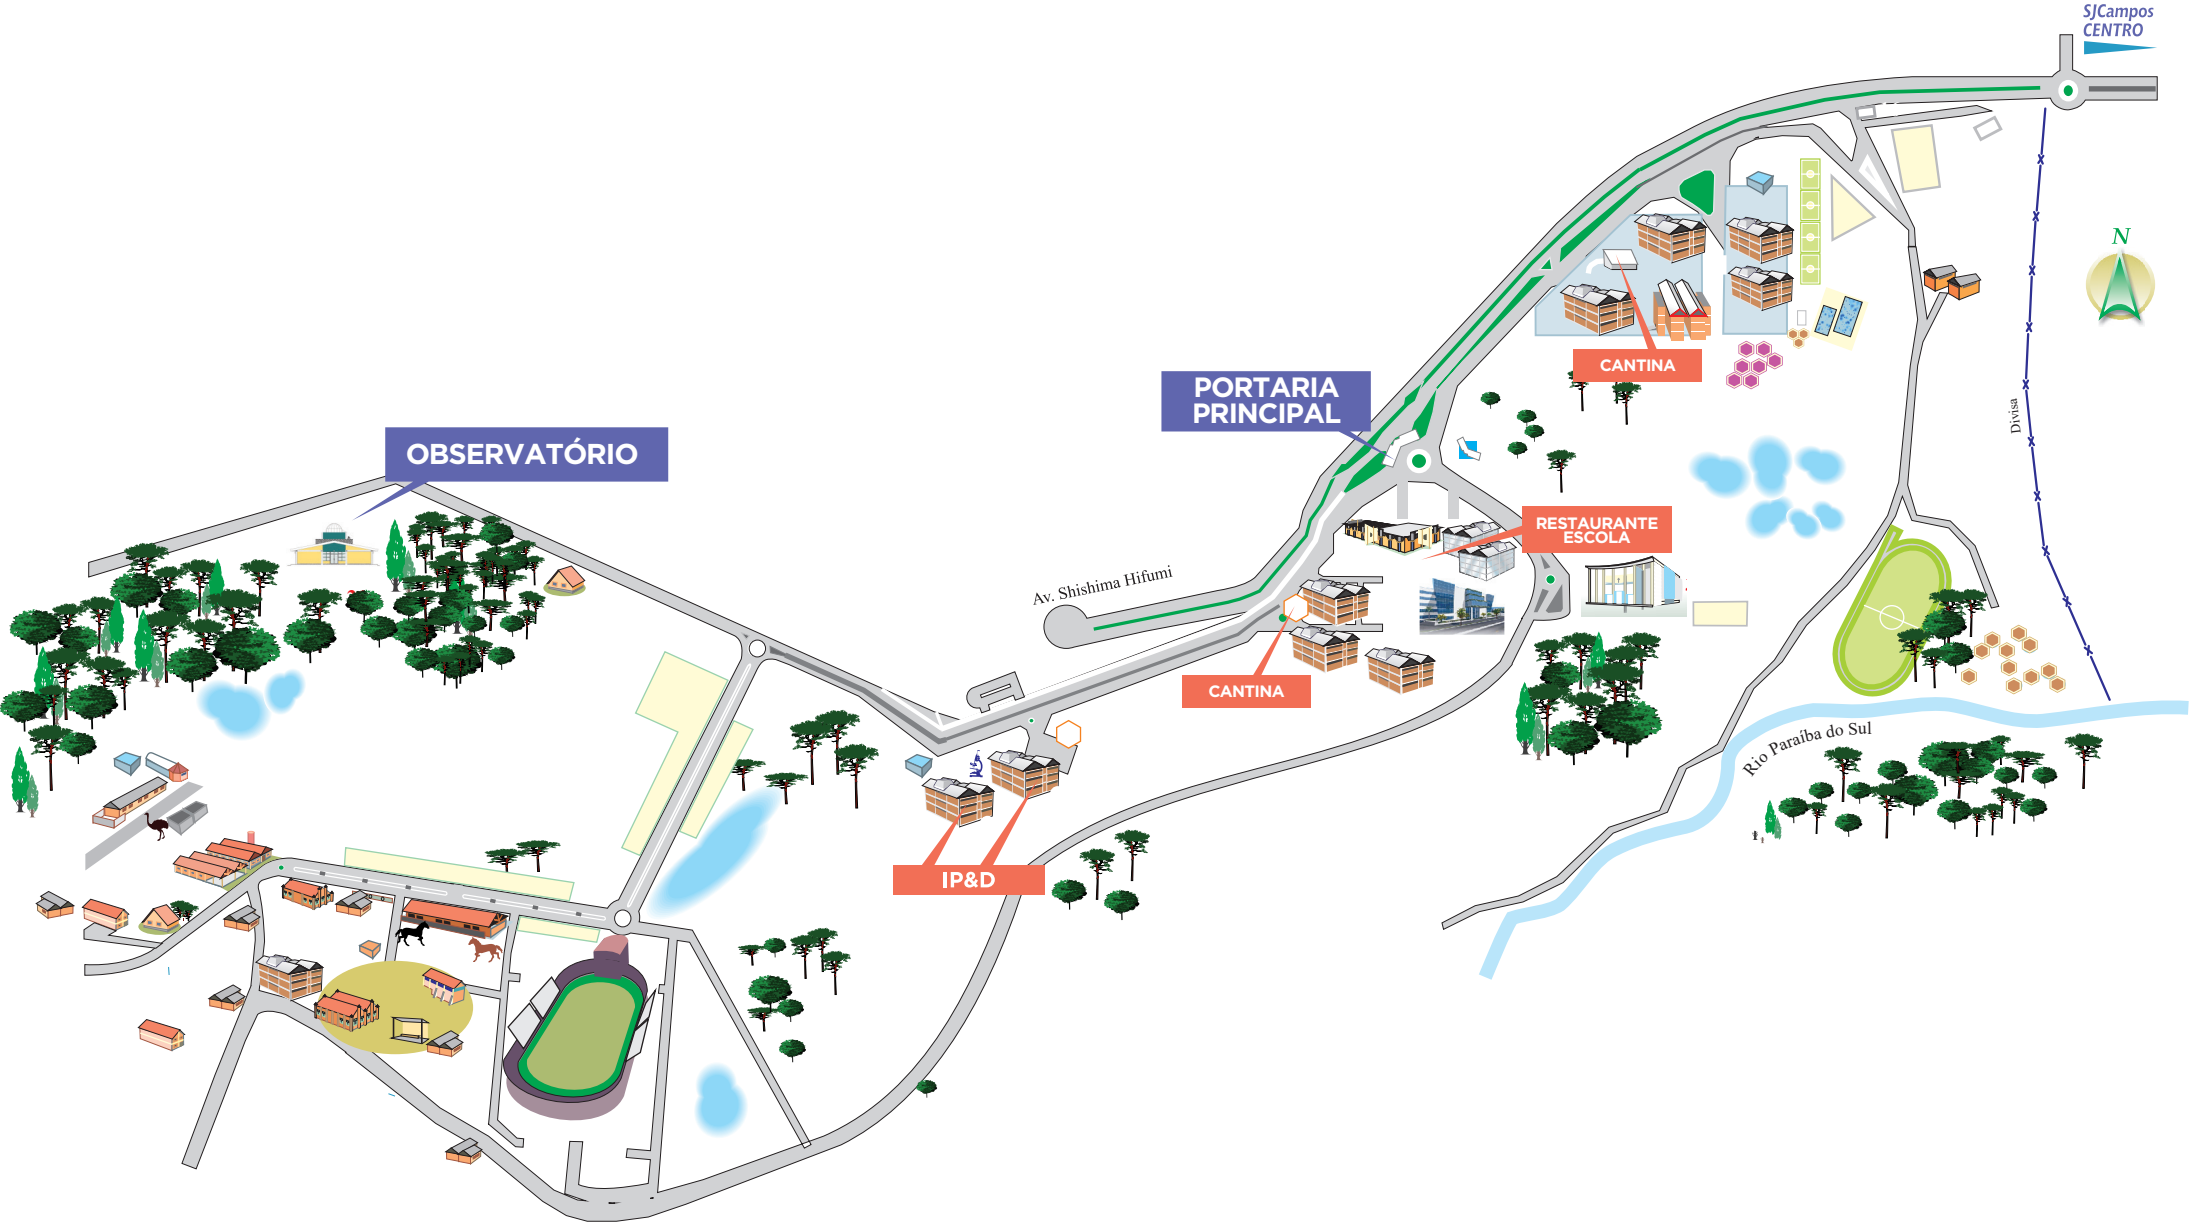 SJCampos
CENTRO
N
CANTINA
PORTARIA
PRINCIPAL
Divisa
OBSERVATÓRIO
RESTAURANTE
ESCOLA
Av. Shishima Hifumi
CANTINA
Rio Paraíba do Sul
IP&D